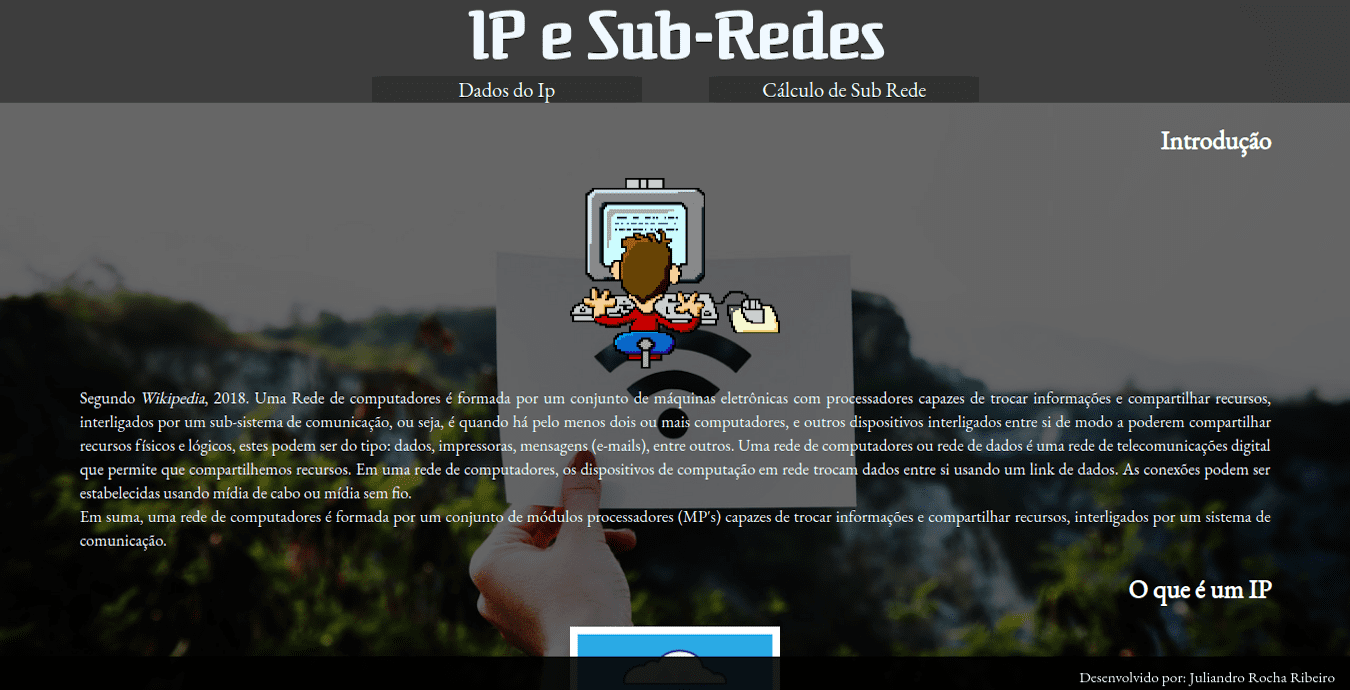 IP e Sub-Redes
Dados do Ip
Cálculo de Sub Rede
Introdução
Segundo Wikipedia, 2018. Uma Rede de computadores é formada por um conjunto de máquinas eletrônicas com processadores capazes de trocar informações e compartilhar recursos,
interligados por um sub-sistema de comunicação, ou seja, é quando há pelo menos dois ou mais computadores, e outros dispositivos interligados entre si de modo a poderem compartilhar
recursos físicos e lógicos, estes podem ser do tipo: dados, impressoras, mensagens (e-mails), entre outros. Uma rede de computadores ou rede de dados é uma rede de telecomunicações digital
que permite que compartilhemos recursos. Em uma rede de computadores, os dispositivos de computação em rede trocam dados entre si usando um link de dados. As conexões podem ser
estabelecidas usando mídia de cabo ou mídia sem fio.
Em suma, uma rede de computadores é formada por um conjunto de módulos processadores (MP's) capazes de trocar informações e compartilhar recursos, interligados por um sistema de
comunicação.
O que é um IP
Desenvolvido por: Juliandro Rocha Ribeiro